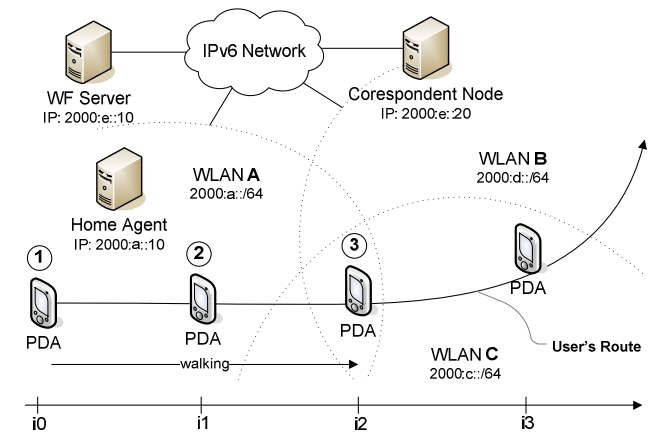 IPv6 Network
WF Server
IP: 2000:e::10
Corespondent Node
IP: 2000:e::20
WLAN A
2000:a::/64
WLAN B
2000:d::/64
Home Agent
IP: 2000:a::10
1
2
3
PDA
PDA
PDA
PDA
walking
User's Route
WLAN C
2000:c::/64
i0
i1
i2
i3